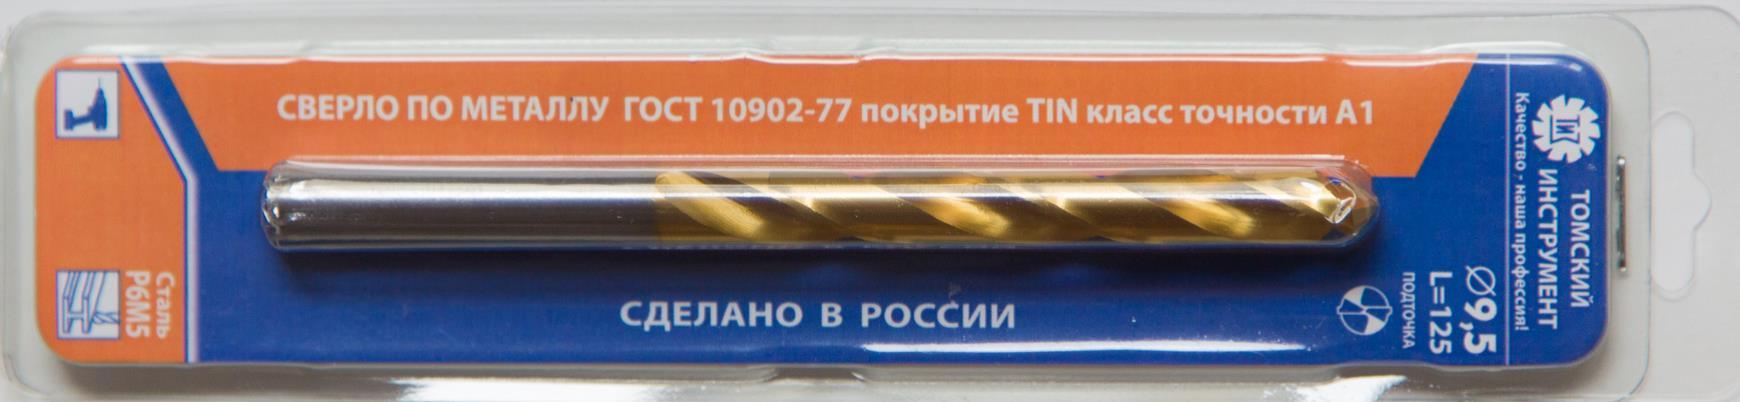 СВЕРЛО ПО МЕТАЛЛУ ГОСТ 10902-77 покрытие TIN класс точности А1
СДЕЛАНО В РОССИИ
Сталь
Р6М5
ТИ
ТОМСКИЙ
ИНСТРУМЕНТ
Качество - наша профессия!
Ø9,5
L=125
ПОДТОЧКА